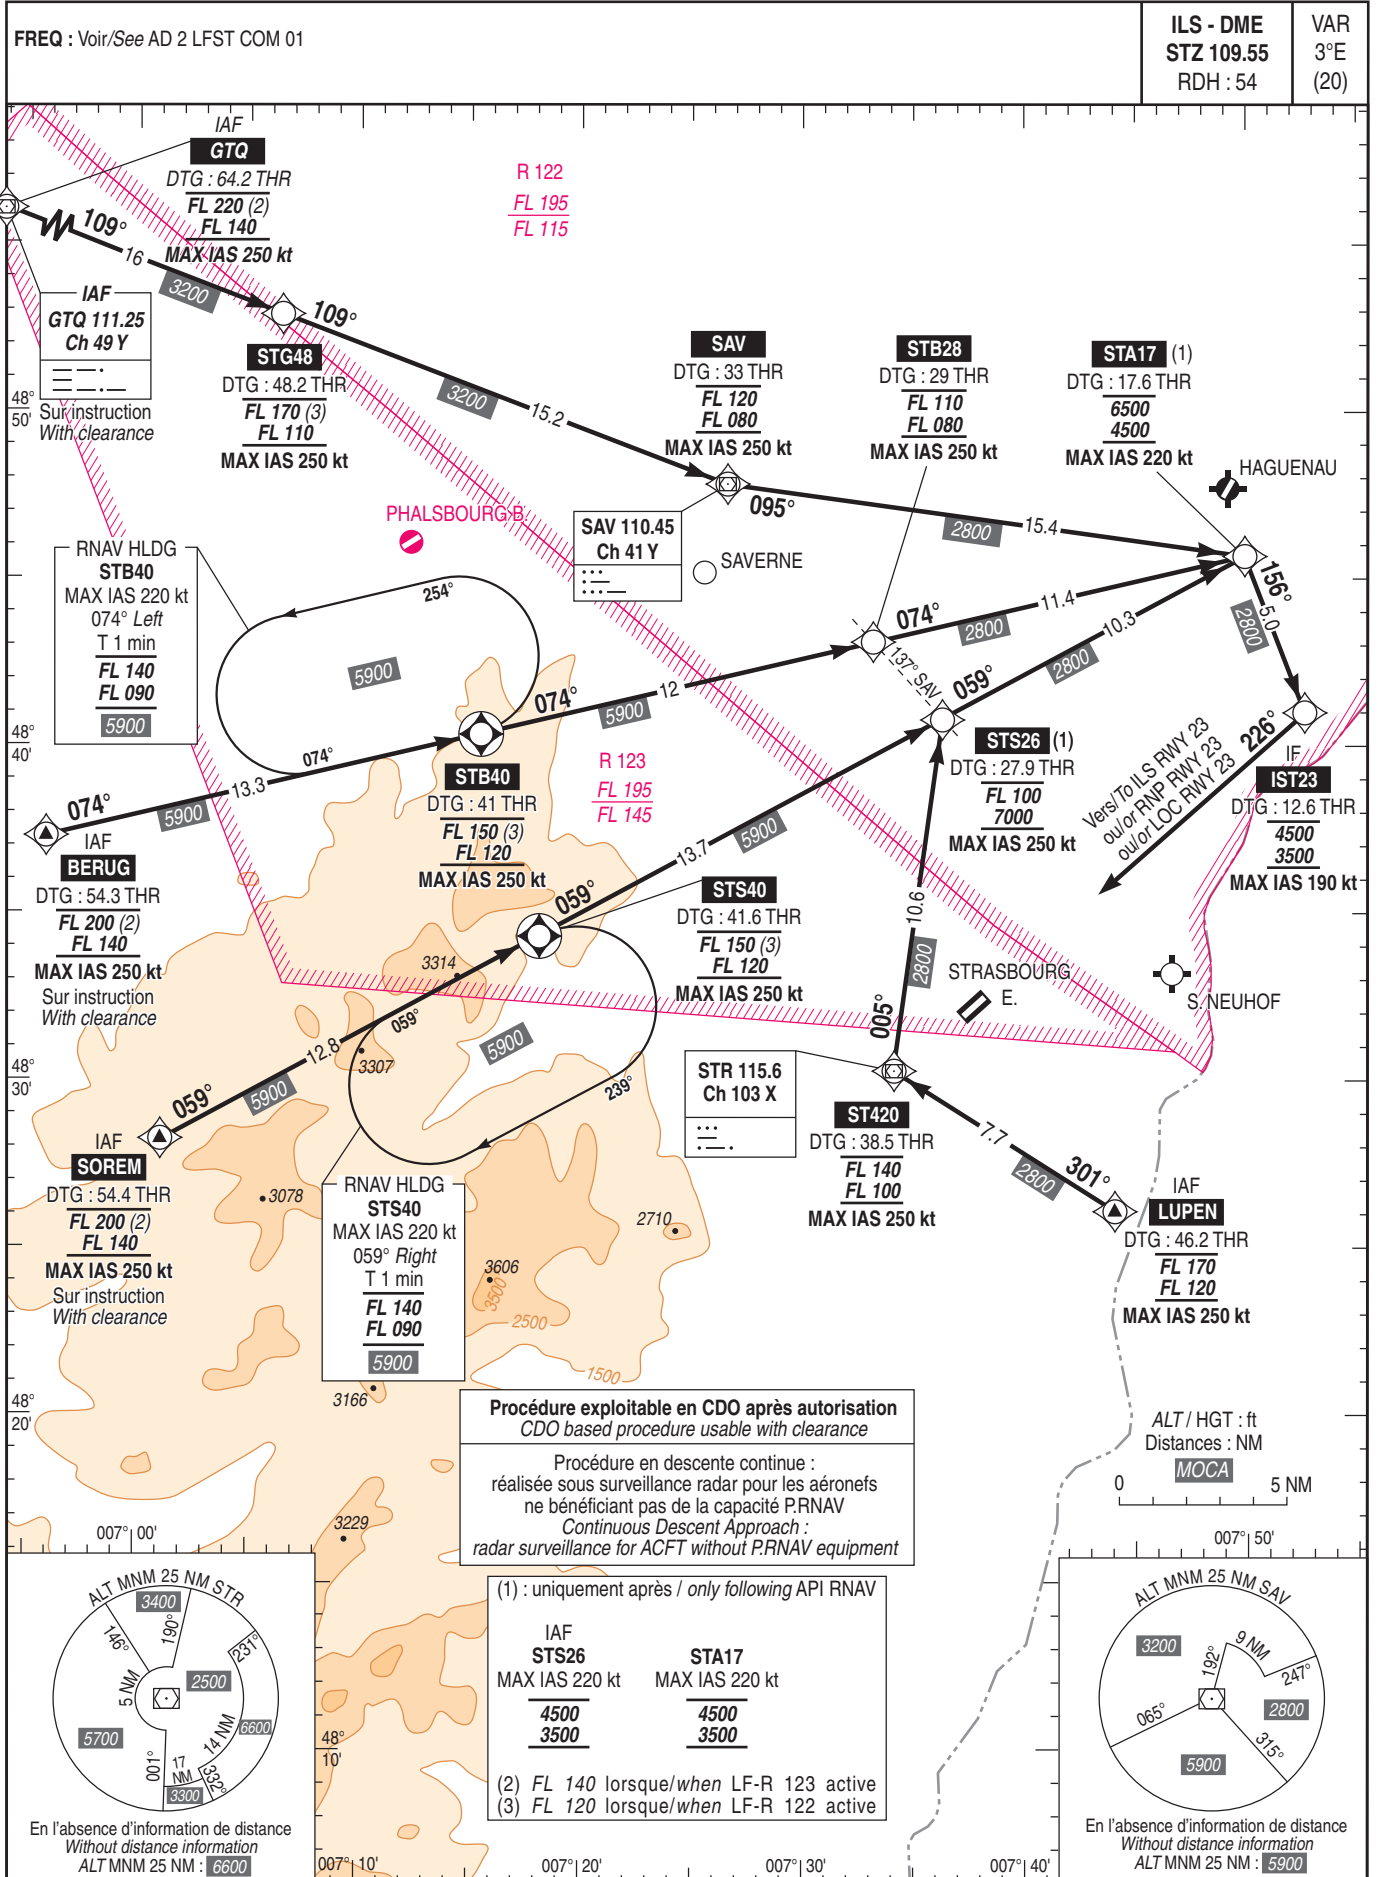 FREQ : Voir/See AD 2 LFST COM 01
ILS - DME
STZ 109.55
RDH : 54
VAR
3°E
(20)
IAF
GTQ
DTG : 64.2 THR
FL 220 (2)
FL 140
MAX IAS 250 kt
R 122
FL 195
FL 115
109°
16
3200
IAF
GTQ 111.25
Ch 49 Y
Sur instruction
With clearance
109°
STG48
DTG : 48.2 THR
FL 170 (3)
FL 110
MAX IAS 250 kt
3200
15.2
SAV
DTG : 33 THR
FL 120
FL 080
MAX IAS 250 kt
STB28
DTG : 29 THR
FL 110
FL 080
MAX IAS 250 kt
STA17 (1)
DTG : 17.6 THR
6500
4500
MAX IAS 220 kt
48°
50'
HAGUENAU
095°
2800
15.4
PHALSBOURG B.
SAV 110.45
Ch 41 Y
SAVERNE
RNAV HLDG
STB40
MAX IAS 220 kt
074° Left
T 1 min
FL 140
FL 090
5900
254°
5900
074°
11.4
2800
10.3
2800
156°
5.0
2800
137° SAV
059°
074°
12
5900
074°
13.3
5900
074°
48°
40'
IAF
BERUG
DTG : 54.3 THR
FL 200 (2)
FL 140
MAX IAS 250 kt
Sur instruction
With clearance
STB40
DTG : 41 THR
FL 150 (3)
FL 120
MAX IAS 250 kt
R 123
FL 195
FL 145
STS26 (1)
DTG : 27.9 THR
FL 100
7000
MAX IAS 250 kt
226°
Vers/To ILS RWY 23
ou/or RNP RWY 23
ou/or LOC RWY 23
IF
IST23
DTG : 12.6 THR
4500
3500
MAX IAS 190 kt
13.7
5900
059°
STS40
DTG : 41.6 THR
FL 150 (3)
FL 120
MAX IAS 250 kt
10.6
2800
005°
STRASBOURG
E.
S. NEUHOF
3314
059°
12.8
3307
5900
239°
5900
059°
48°
30'
IAF
SOREM
DTG : 54.4 THR
FL 200 (2)
FL 140
MAX IAS 250 kt
Sur instruction
With clearance
STR 115.6
Ch 103 X
ST420
DTG : 38.5 THR
FL 140
FL 100
MAX IAS 250 kt
7.7
2800
301°
IAF
LUPEN
DTG : 46.2 THR
FL 170
FL 120
MAX IAS 250 kt
3078
RNAV HLDG
STS40
MAX IAS 220 kt
059° Right
T 1 min
FL 140
FL 090
5900
2710
3606
3500
2500
1500
3166
48°
20'
Procédure exploitable en CDO après autorisation
CDO based procedure usable with clearance
Procédure en descente continue :
réalisée sous surveillance radar pour les aéronefs
ne bénéficiant pas de la capacité P.RNAV
Continuous Descent Approach :
radar surveillance for ACFT without P.RNAV equipment
ALT / HGT : ft
Distances : NM
MOCA
0 5 NM
3229
007° 00'
007° 50'
ALT MNM 25 NM STR
3400
146°
190°
231°
5 NM
2500
5700
14 NM
6600
001°
17
NM
332°
3300
En l'absence d'information de distance
Without distance information
ALT MNM 25 NM : 6600
(1) : uniquement après / only following API RNAV
IAF
STS26
MAX IAS 220 kt
4500
3500
STA17
MAX IAS 220 kt
4500
3500
(2) FL 140 lorsque/when LF-R 123 active
(3) FL 120 lorsque/when LF-R 122 active
48°
10'
ALT MNM 25 NM SAV
3200
192°
9 NM
247°
065°
2800
315°
5900
En l'absence d'information de distance
Without distance information
ALT MNM 25 NM : 5900
007° 10'
007° 20'
007° 30'
007° 40'